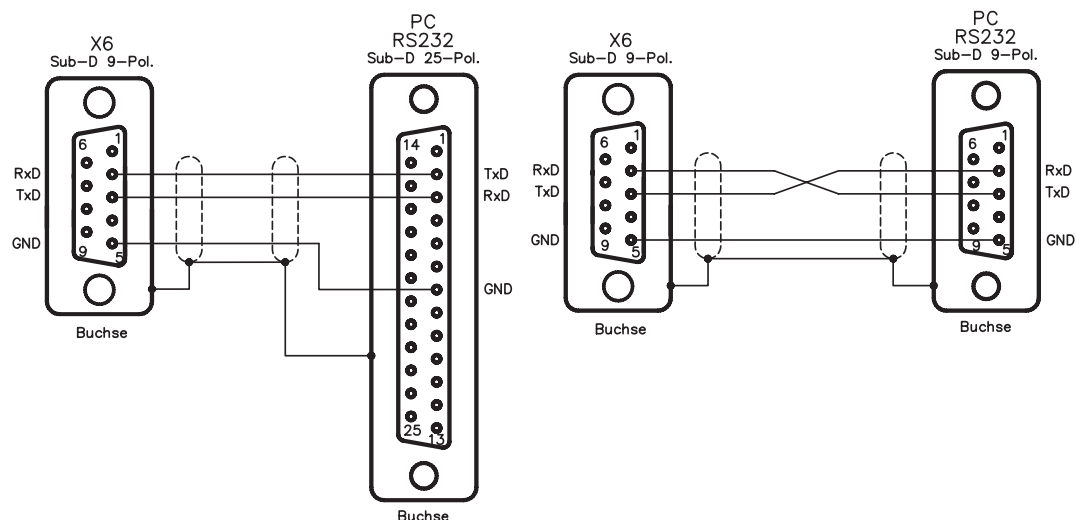 X6
Sub-D 9-Pol.
6
1
RxD
TxD
GND
9
5
Buchse
PC
RS232
Sub-D 25-Pol.
14
1
TxD
RxD
GND
25
13
Buchse
X6
Sub-D 9-Pol.
6
1
RxD
TxD
GND
9
5
Buchse
PC
RS232
Sub-D 9-Pol.
6
1
RxD
TxD
GND
9
5
Buchse